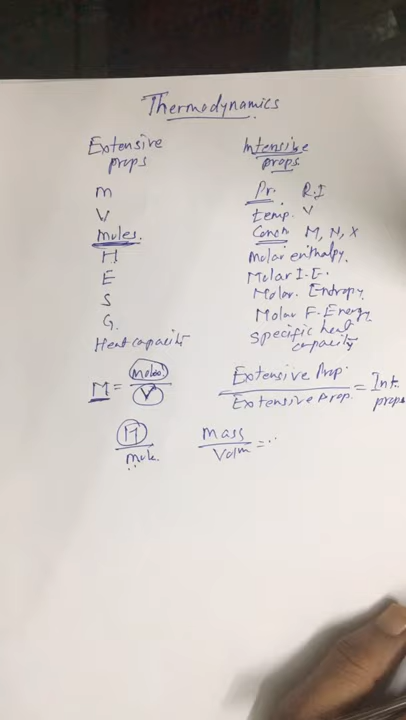 Thermodynamics
Extensive props
m
V
Moles.
H
E
S
G.
Heat capacity
Intensive props
Pr. R.I
temp. V
Concn M, N, X
Molar enthalpy.
Molar I.E.
Molar. Entropy.
Molar F. Energy
Specific heat capacity
M = Moles / V
Extensive Prop. / Extensive Prop. = Int. props
H / mole.
Mass / Volm = ..